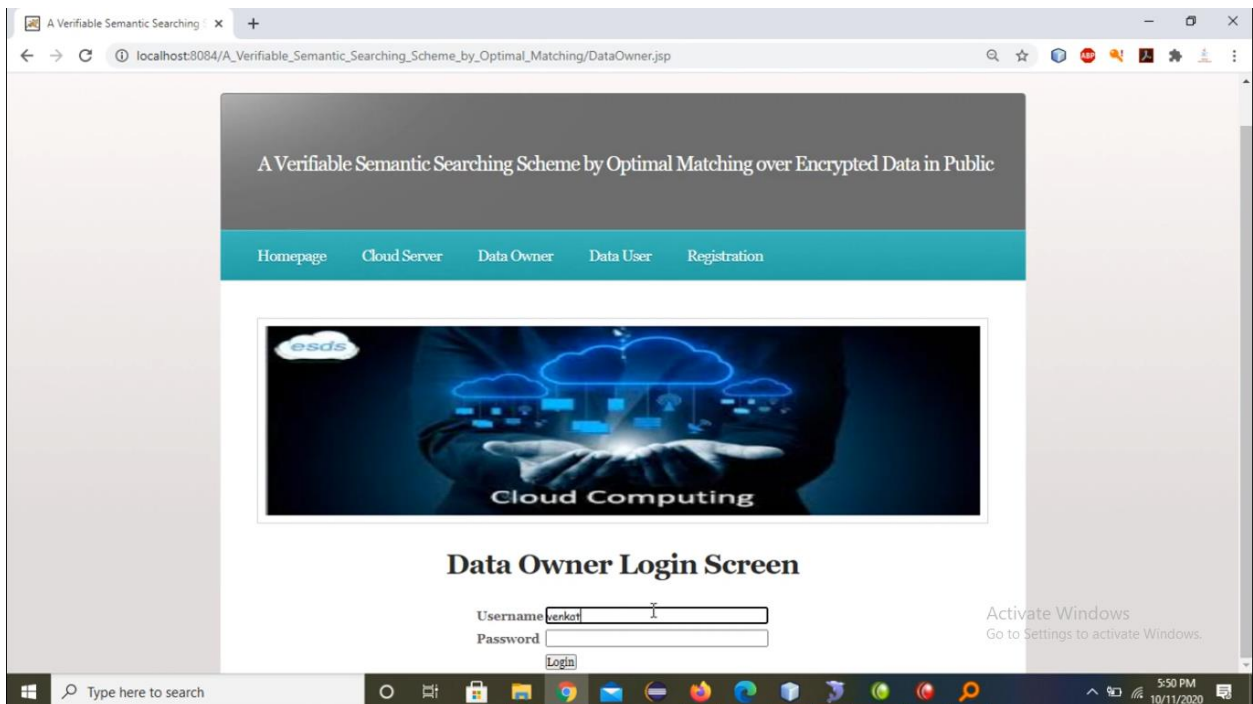 A Verifiable Semantic Searching S
localhost:8084/A_Verifiable_Semantic_Searching_Scheme_by_Optimal_Matching/DataOwner.jsp
ABP
A Verifiable Semantic Searching Scheme by Optimal Matching over Encrypted Data in Public
Homepage Cloud Server Data Owner Data User Registration
esds
Cloud Computing
Data Owner Login Screen
Username venkat
Password
Login
Activate Windows
Go to Settings to activate Windows.
Type here to search
5:50 PM
10/11/2020